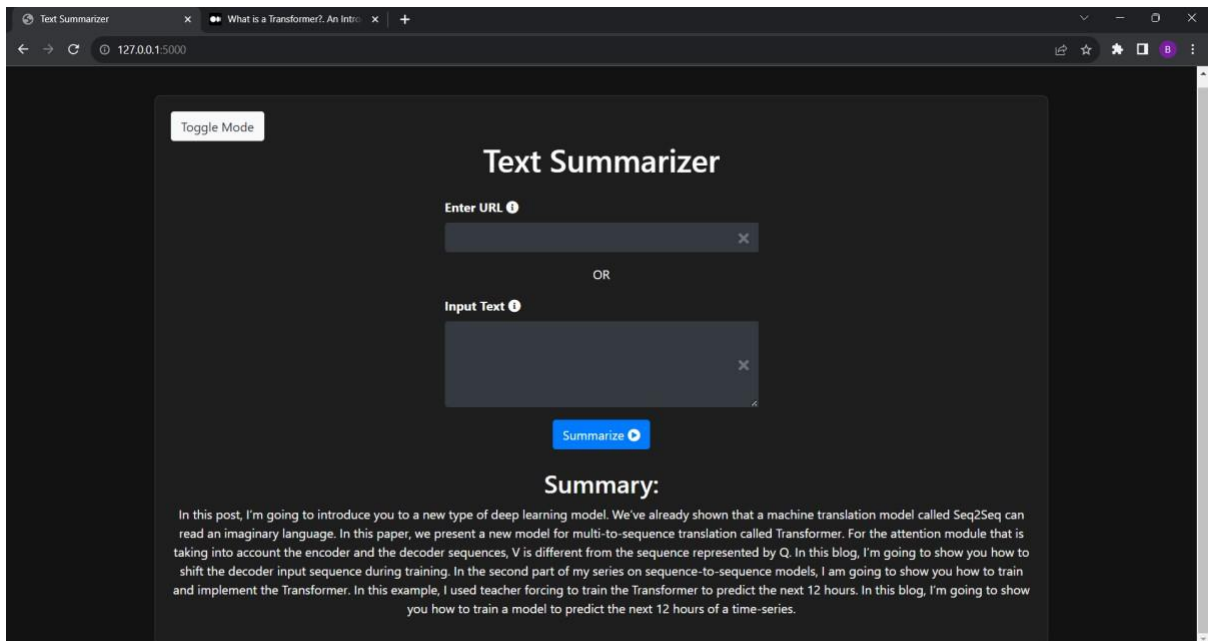 Text Summarizer
What is a Transformer?. An Intro
127.0.0.1:5000
B
Toggle Mode
Text Summarizer
Enter URL
OR
Input Text
Summarize
Summary:
In this post, I'm going to introduce you to a new type of deep learning model. We've already shown that a machine translation model called Seq2Seq can
read an imaginary language. In this paper, we present a new model for multi-to-sequence translation called Transformer. For the attention module that is
taking into account the encoder and the decoder sequences, V is different from the sequence represented by Q. In this blog, I'm going to show you how to
shift the decoder input sequence during training. In the second part of my series on sequence-to-sequence models, I am going to show you how to train
and implement the Transformer. In this example, I used teacher forcing to train the Transformer to predict the next 12 hours. In this blog, I'm going to show
you how to train a model to predict the next 12 hours of a time-series.